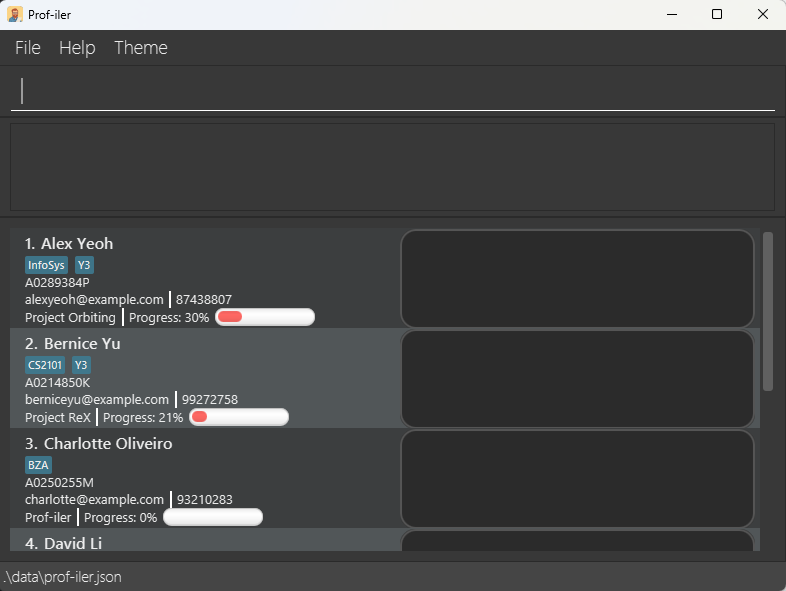 Prof-iler
File Help Theme
1. Alex Yeoh
InfoSys Y3
A0289384P
alexyeoh@example.com 87438807
Project Orbiting Progress: 30%
2. Bernice Yu
CS2101 Y3
A0214850K
berniceyu@example.com 99272758
Project ReX Progress: 21%
3. Charlotte Oliveiro
BZA
A0250255M
charlotte@example.com 93210283
Prof-iler Progress: 0%
4. David Li
.\data\prof-iler.json